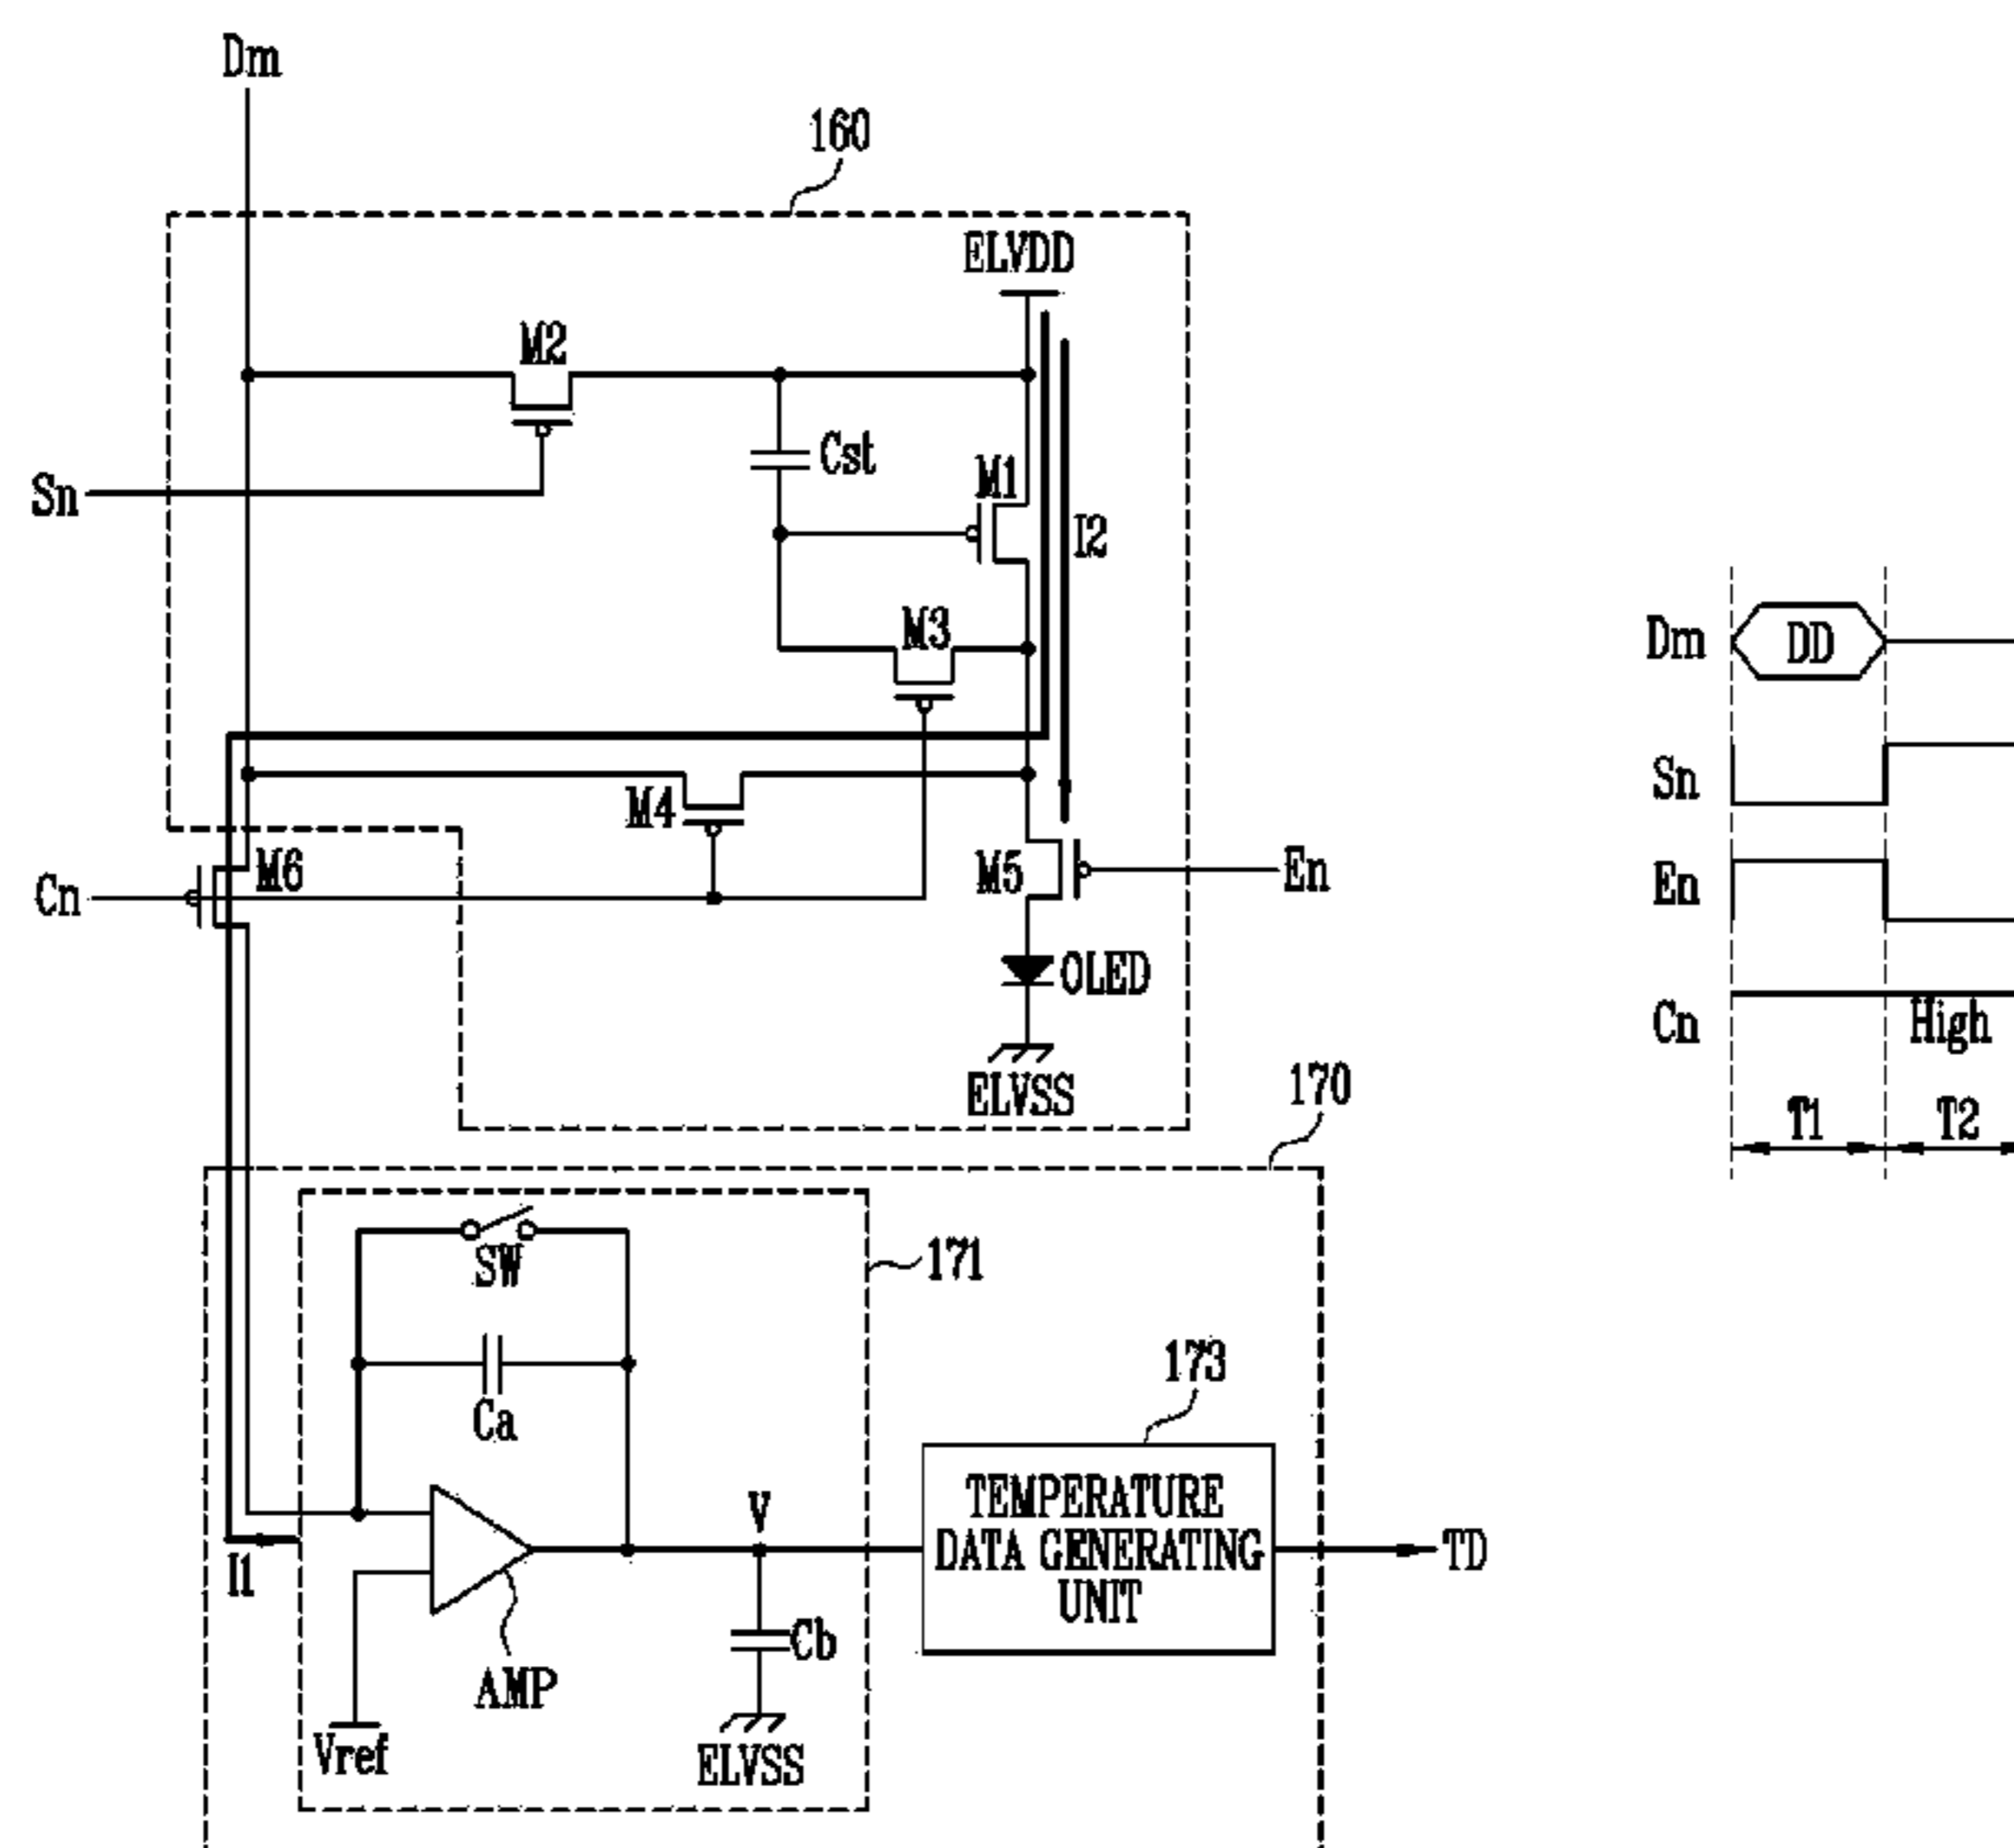 Dm
160
ELVDD
M2
Cst
M1
Sn
I2
M3
M4
M6
M5
Cn
En
OLED
ELVSS
170
SW
171
Ca
173
V
TEMPERATURE
DATA GENERATING
UNIT
TD
I1
Cb
AMP
Vref
ELVSS
Dm
DD
Sn
En
Cn
High
T1
T2